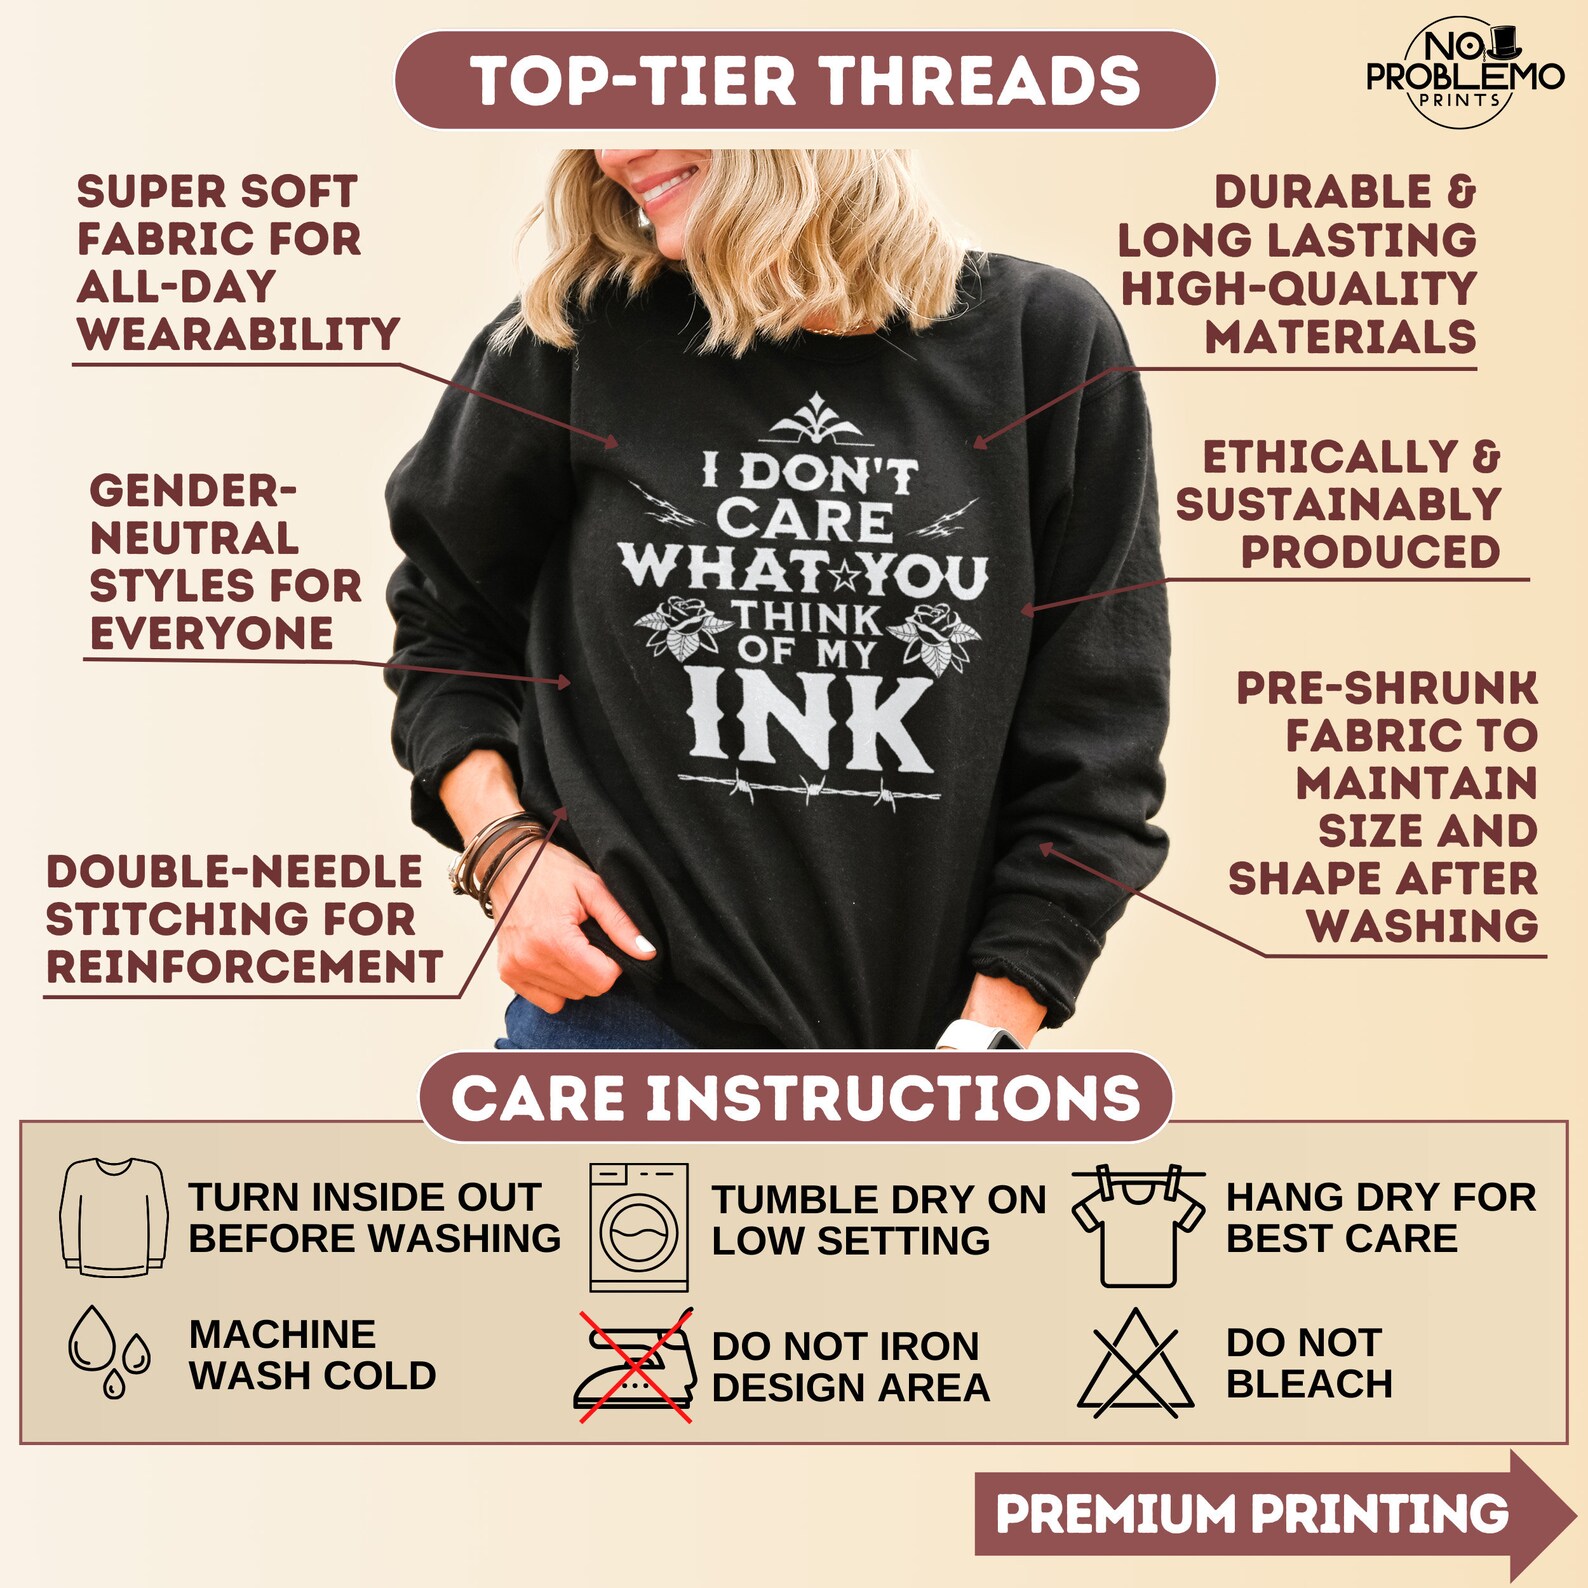 TOP-TIER THREADS
NO
PROBLEMO
PRINTS
SUPER SOFT
FABRIC FOR
ALL-DAY
WEARABILITY
DURABLE &
LONG LASTING
HIGH-QUALITY
MATERIALS
GENDER-
NEUTRAL
STYLES FOR
EVERYONE
ETHICALLY &
SUSTAINABLY
PRODUCED
I DON'T
CARE
WHAT☆YOU
THINK
OF MY
INK
DOUBLE-NEEDLE
STITCHING FOR
REINFORCEMENT
PRE-SHRUNK
FABRIC TO
MAINTAIN
SIZE AND
SHAPE AFTER
WASHING
CARE INSTRUCTIONS
TURN INSIDE OUT
BEFORE WASHING
TUMBLE DRY ON
LOW SETTING
HANG DRY FOR
BEST CARE
MACHINE
WASH COLD
DO NOT IRON
DESIGN AREA
DO NOT
BLEACH
PREMIUM PRINTING